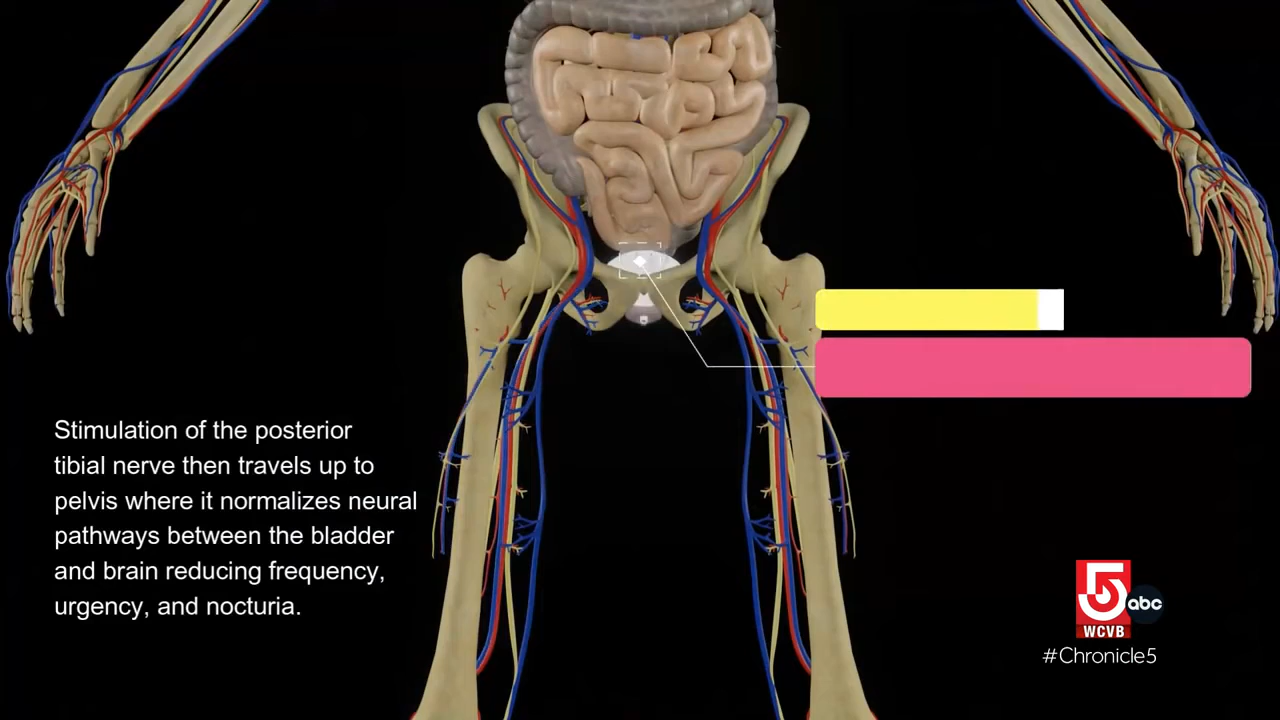 Stimulation of the posterior
tibial nerve then travels up to
pelvis where it normalizes neural
pathways between the bladder
and brain reducing frequency,
urgency, and nocturia.
5
abc
WCVB
#Chronicle5